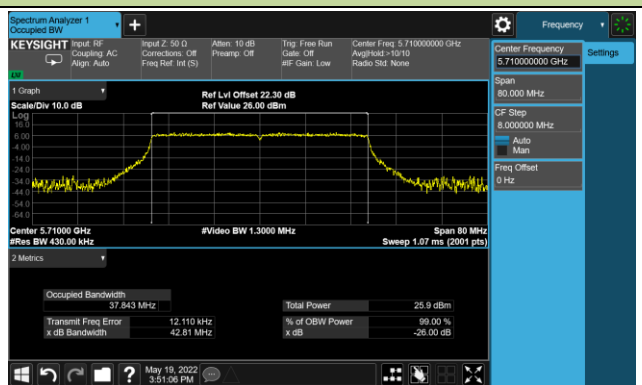 Spectrum Analyzer 1
Occupied BW
+
Frequency
KEYSIGHT
Input: RF
Coupling: AC
Align: Auto
Input Z: 50 Ω
Corrections: Off
Freq Ref: Int (S)
Atten: 10 dB
Preamp: Off
Trig: Free Run
Gate: Off
#IF Gain: Low
Center Freq: 5.710000000 GHz
Avg|Hold:>10/10
Radio Std: None
Center Frequency
5.710000000 GHz
Settings
Span
80.000 MHz
CF Step
8.000000 MHz
Auto
Man
Freq Offset
0 Hz
1 Graph
Scale/Div 10.0 dB
Ref Lvl Offset 22.30 dB
Ref Value 26.00 dBm
Log
16.0
6.00
-4.00
-14.0
-24.0
-34.0
-44.0
-54.0
-64.0
Center 5.71000 GHz
#Res BW 430.00 kHz
#Video BW 1.3000 MHz
Span 80 MHz
Sweep 1.07 ms (2001 pts)
2 Metrics
Occupied Bandwidth
37.843 MHz
Total Power 25.9 dBm
Transmit Freq Error 12.110 kHz
% of OBW Power 99.00 %
x dB Bandwidth 42.81 MHz
x dB -26.00 dB
?
May 19, 2022
3:51:06 PM